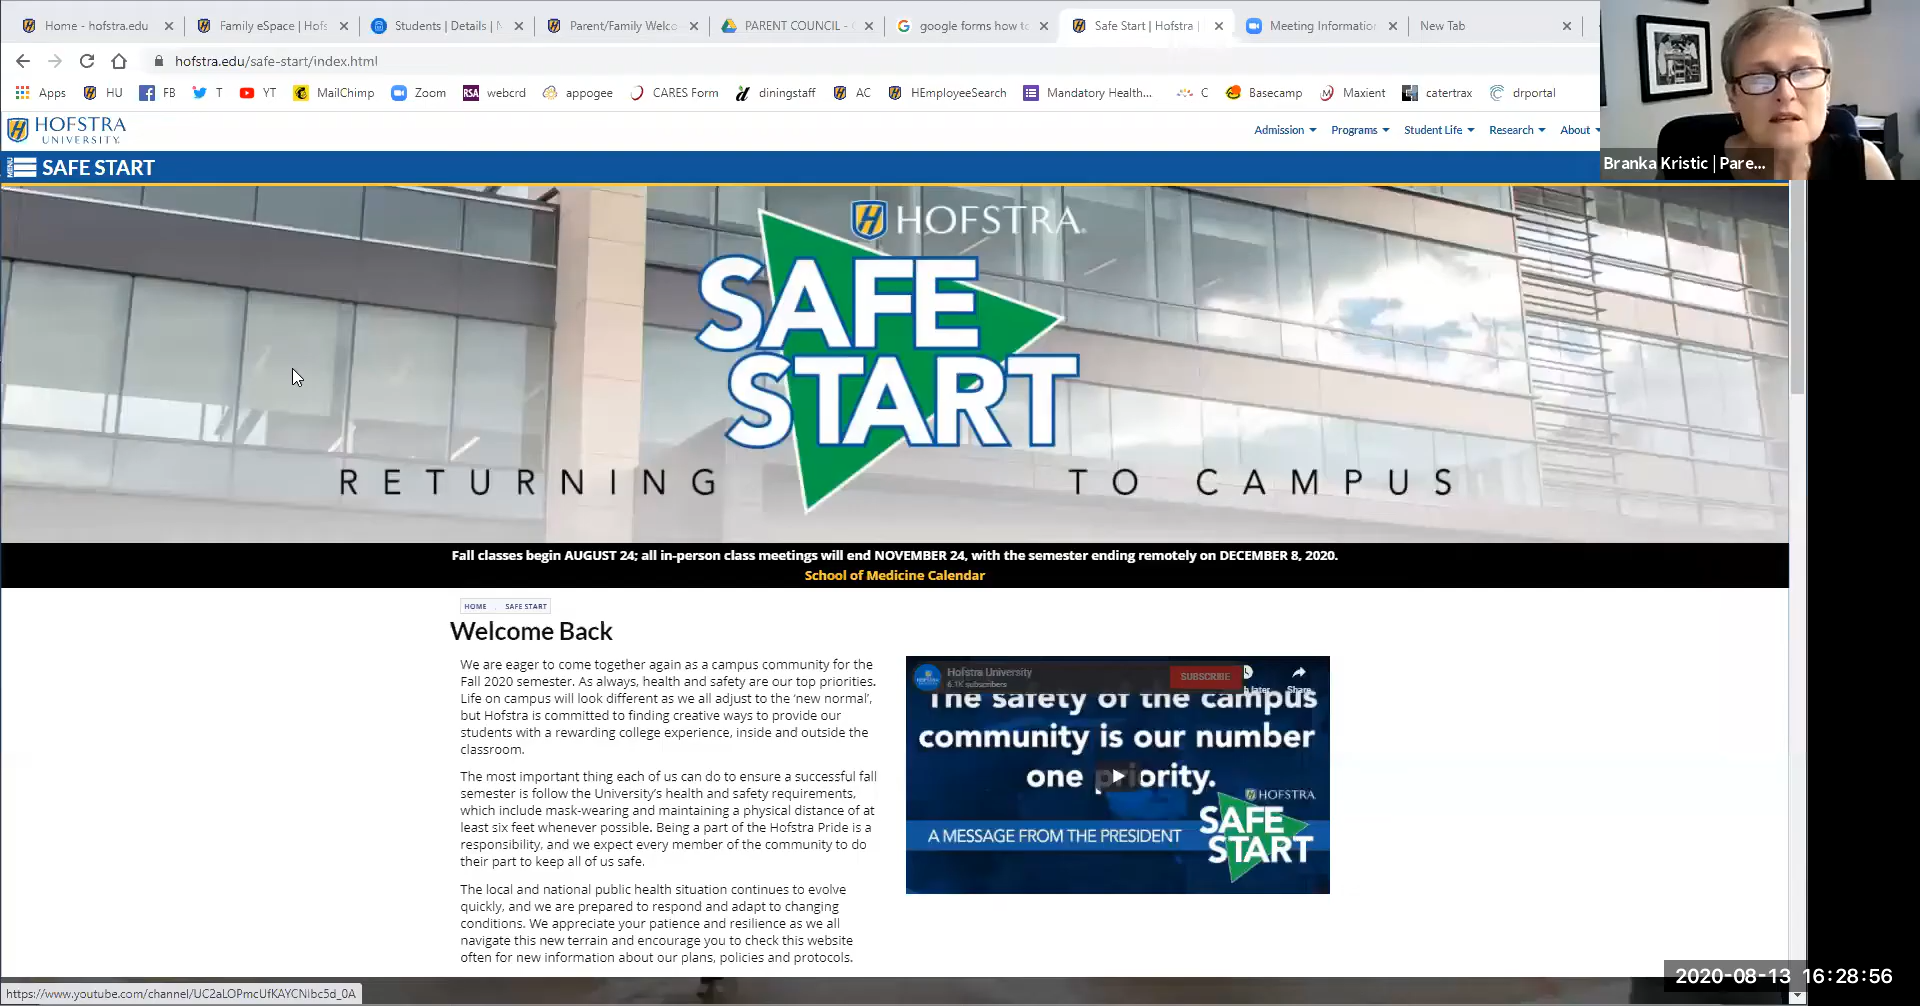 Home - hofstra.edu
Family eSpace | Hofs
Students | Details | N
Parent/Family Welco
PARENT COUNCIL -
google forms how to
Safe Start | Hofstra |
Meeting Information
New Tab
hofstra.edu/safe-start/index.html
Apps HU FB T YT MailChimp Zoom RSA webcrd appogee CARES Form diningstaff AC HEmployeeSearch Mandatory Health... C Basecamp Maxient catertrax drportal
HOFSTRA
UNIVERSITY
Admission Programs Student Life Research About
Branka Kristic | Pare...
MENU SAFE START
HOFSTRA
SAFE
START
RETURNING TO CAMPUS
Fall classes begin AUGUST 24; all in-person class meetings will end NOVEMBER 24, with the semester ending remotely on DECEMBER 8, 2020.
School of Medicine Calendar
HOME SAFE START
Welcome Back
We are eager to come together again as a campus community for the
Fall 2020 semester. As always, health and safety are our top priorities.
Life on campus will look different as we all adjust to the 'new normal',
but Hofstra is committed to finding creative ways to provide our
students with a rewarding college experience, inside and outside the
classroom.
The most important thing each of us can do to ensure a successful fall
semester is follow the University's health and safety requirements,
which include mask-wearing and maintaining a physical distance of at
least six feet whenever possible. Being a part of the Hofstra Pride is a
responsibility, and we expect every member of the community to do
their part to keep all of us safe.
The local and national public health situation continues to evolve
quickly, and we are prepared to respond and adapt to changing
conditions. We appreciate your patience and resilience as we all
navigate this new terrain and encourage you to check this website
often for new information about our plans, policies and protocols.
Hofstra University
6.1K subscribers
SUBSCRIBE
later Share
The safety of the campus
community is our number
one priority.
HOFSTRA
SAFE
START
A MESSAGE FROM THE PRESIDENT
https://www.youtube.com/channel/UC2aLOPmcUfKAYCNibc5d_0A
2020-08-13 16:28:56